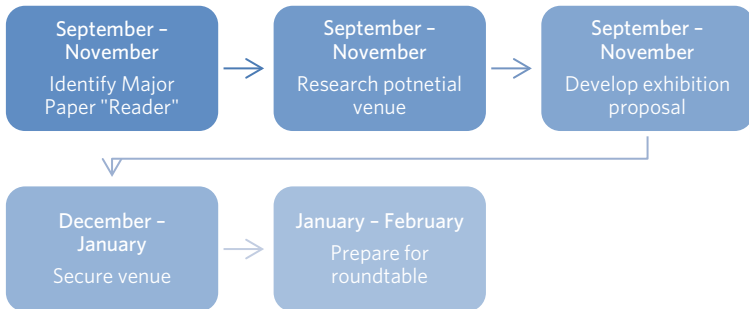 September –
November
Identify Major
Paper "Reader"
September –
November
Research potnetial
venue
September –
November
Develop exhibition
proposal
December –
January
Secure venue
January – February
Prepare for
roundtable